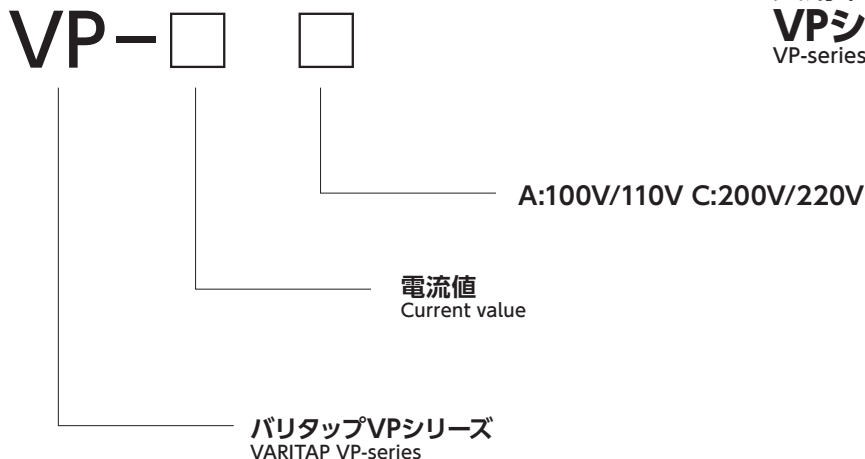 VP-□ □
VPシ
VP-series
A:100V/110V C:200V/220V
電流値
Current value
バリタップVPシリーズ
VARITAP VP-series